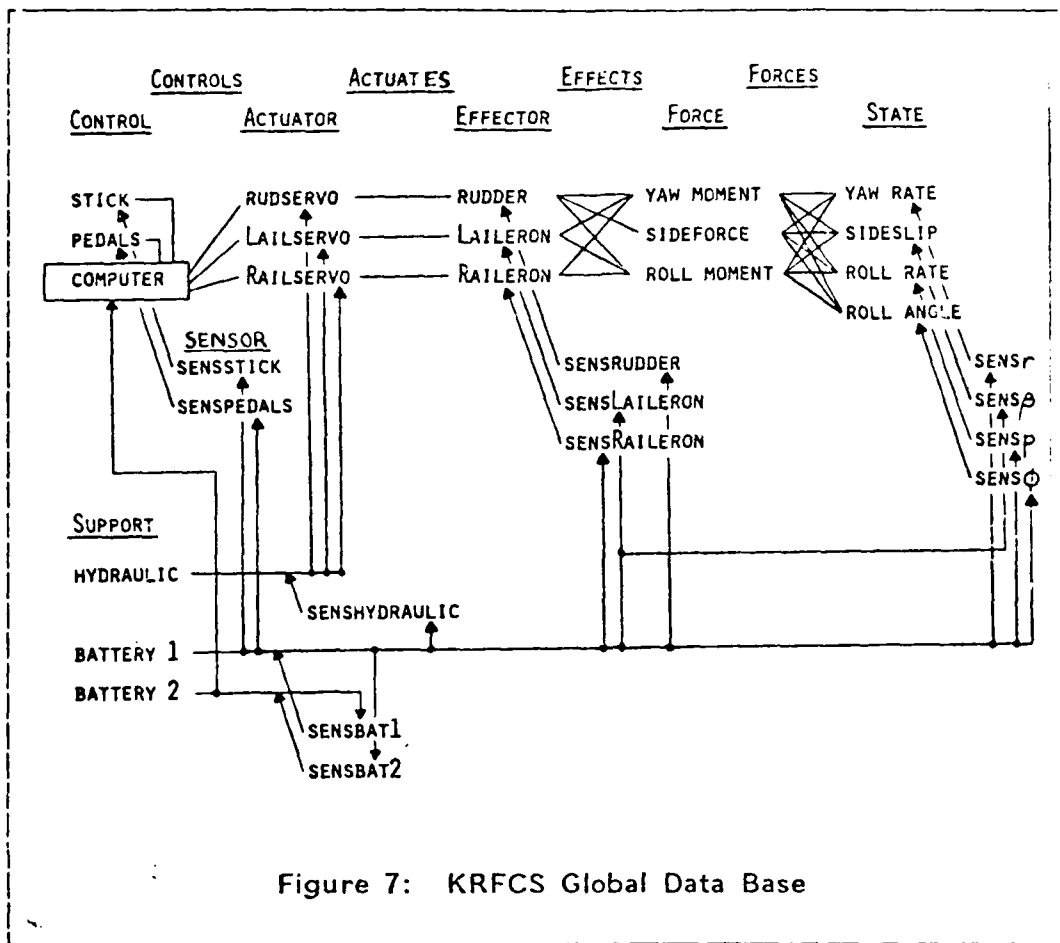 CONTROLS ACTUATES EFFECTS FORCES
CONTROL ACTUATOR EFFECTOR FORCE STATE
STICK RUDSERVO RUDDER YAW MOMENT YAW RATE
PEDALS LAILSERVO LAILERON SIDEFORCE SIDESLIP
COMPUTER RAILSERVO RAILERON ROLL MOMENT ROLL RATE
ROLL ANGLE
SENSOR
SENSSTICK SENSRUDDER SENSr
SENSPEDALS SENSLAILERON SENSβ
SENSRAILERON SENSp
SENSØ
SUPPORT
HYDRAULIC
SENSHYDRAULIC
BATTERY 1
BATTERY 2
SENSBAT1
SENSBAT2
Figure 7: KRFCS Global Data Base